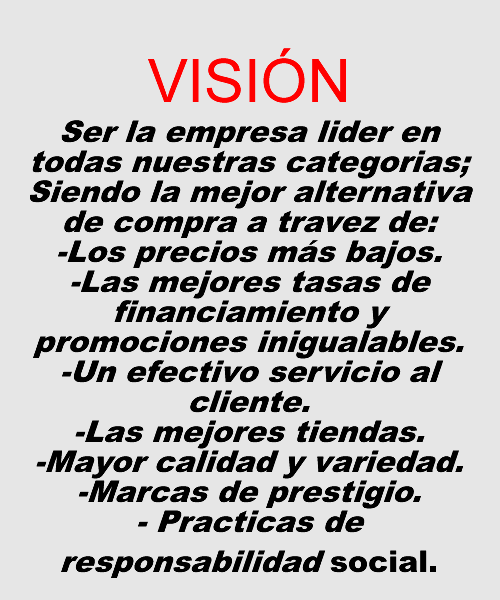 VISIÓN
Ser la empresa lider en
todas nuestras categorias;
Siendo la mejor alternativa
de compra a travez de:
-Los precios más bajos.
-Las mejores tasas de
financiamiento y
promociones inigualables.
-Un efectivo servicio al
cliente.
-Las mejores tiendas.
-Mayor calidad y variedad.
-Marcas de prestigio.
- Practicas de
responsabilidad social.